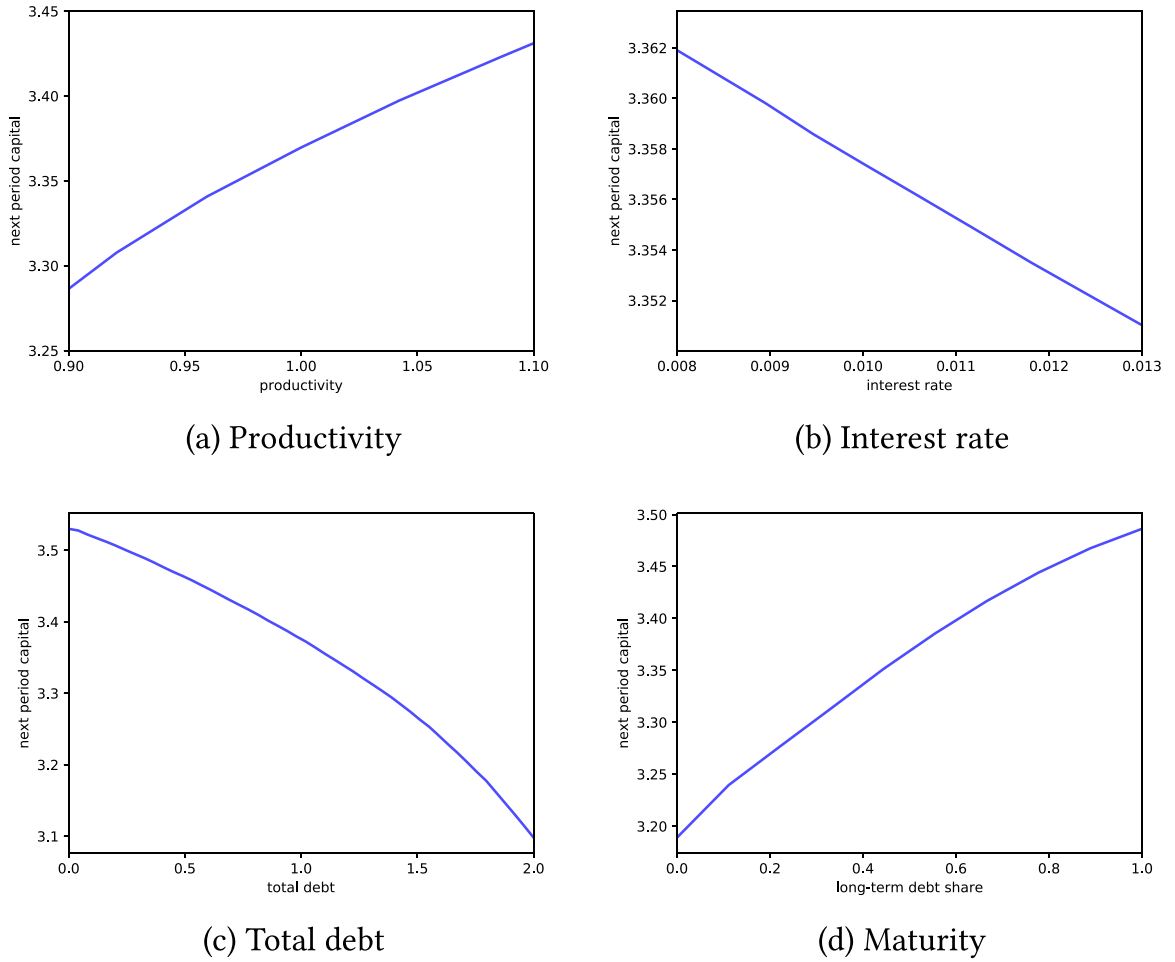 3.45
3.40
3.35
3.30
3.25
next period capital
0.90 0.95 1.00 1.05 1.10
productivity
(a) Productivity
3.362
3.360
3.358
3.356
3.354
3.352
next period capital
0.008 0.009 0.010 0.011 0.012 0.013
interest rate
(b) Interest rate
3.5
3.4
3.3
3.2
3.1
next period capital
0.0 0.5 1.0 1.5 2.0
total debt
(c) Total debt
3.50
3.45
3.40
3.35
3.30
3.25
3.20
next period capital
0.0 0.2 0.4 0.6 0.8 1.0
long-term debt share
(d) Maturity